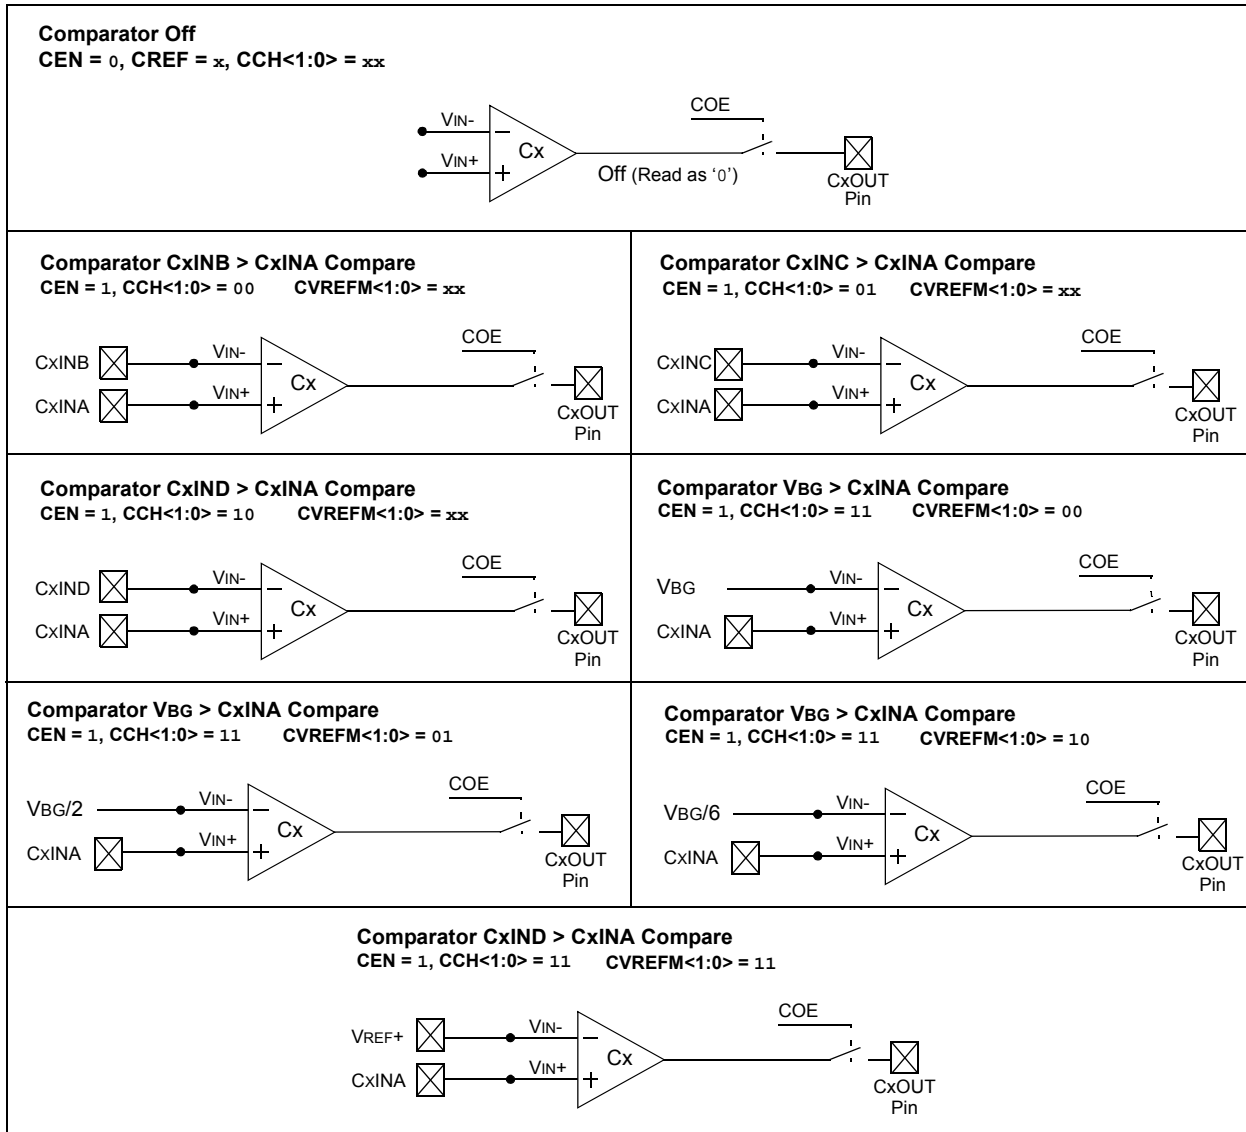 Comparator Off
CEN = 0, CREF = x, CCH<1:0> = xx
COE
VIN-
VIN+
Cx
Off (Read as ‘0’)
CxOUT
Pin
Comparator CxINB > CxINA Compare
CEN = 1, CCH<1:0> = 00 CVREFM<1:0> = xx
COE
CxINB
VIN-
Cx
CxINA
VIN+
CxOUT
Pin
Comparator CxINC > CxINA Compare
CEN = 1, CCH<1:0> = 01 CVREFM<1:0> = xx
COE
CxINC
VIN-
Cx
CxINA
VIN+
CxOUT
Pin
Comparator CxIND > CxINA Compare
CEN = 1, CCH<1:0> = 10 CVREFM<1:0> = xx
COE
CxIND
VIN-
Cx
CxINA
VIN+
CxOUT
Pin
Comparator VBG > CxINA Compare
CEN = 1, CCH<1:0> = 11 CVREFM<1:0> = 00
COE
VBG
VIN-
Cx
CxINA
VIN+
CxOUT
Pin
Comparator VBG > CxINA Compare
CEN = 1, CCH<1:0> = 11 CVREFM<1:0> = 01
COE
VBG/2
VIN-
Cx
CxINA
VIN+
CxOUT
Pin
Comparator VBG > CxINA Compare
CEN = 1, CCH<1:0> = 11 CVREFM<1:0> = 10
COE
VBG/6
VIN-
Cx
CxINA
VIN+
CxOUT
Pin
Comparator CxIND > CxINA Compare
CEN = 1, CCH<1:0> = 11 CVREFM<1:0> = 11
COE
VREF+
VIN-
Cx
CxINA
VIN+
CxOUT
Pin